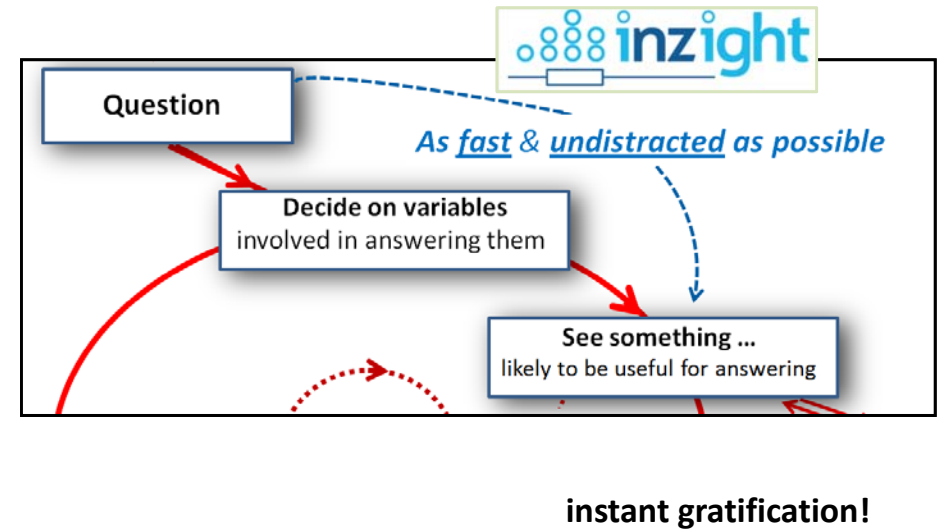 inzight
Question
As fast & undistracted as possible
Decide on variables
involved in answering them
See something ...
likely to be useful for answering
instant gratification!